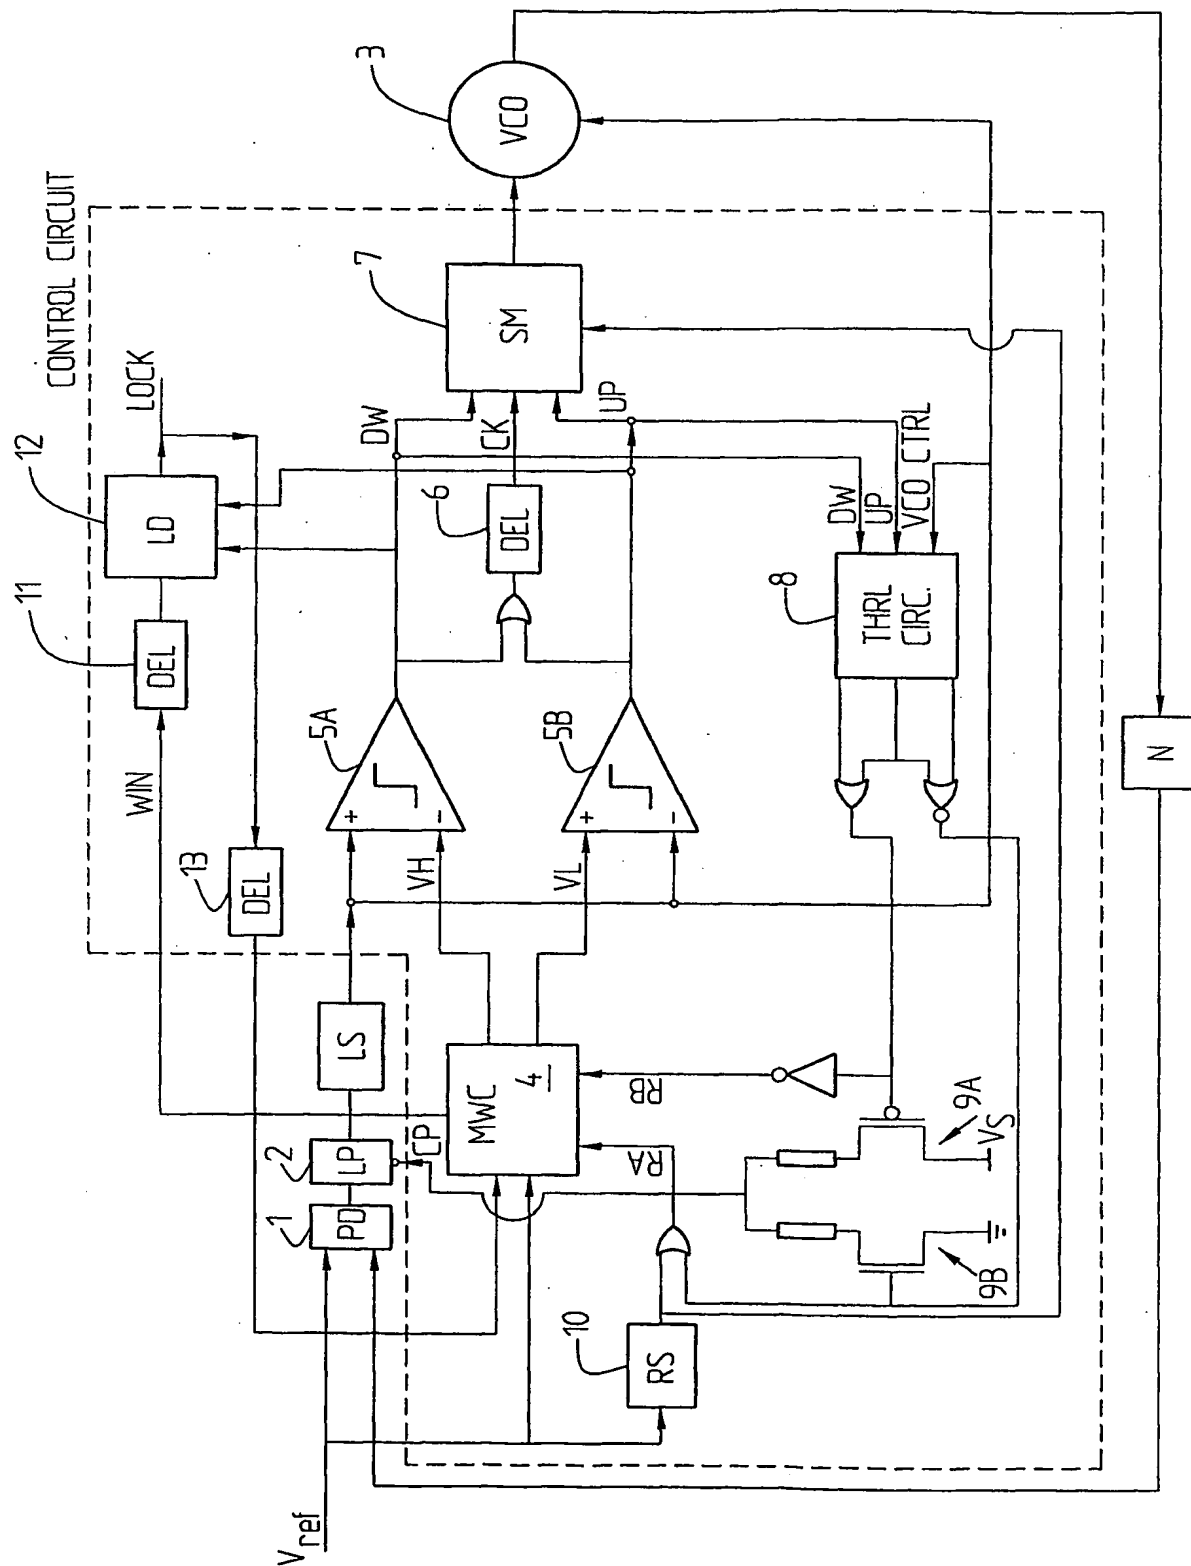 CONTROL CIRCUIT
LOCK
12
LD
11
DEL
WIN
13
DEL
3
VCO
7
SM
DW
CK
UP
6
DEL
5A
+
-
5B
+
-
VH
VL
LS
2
LP
1
PD
CP
MWC
4
RA
RB
DW
UP
VCO CTRL
8
THRL
CIRC.
9A
VS
9B
10
RS
N
Vref